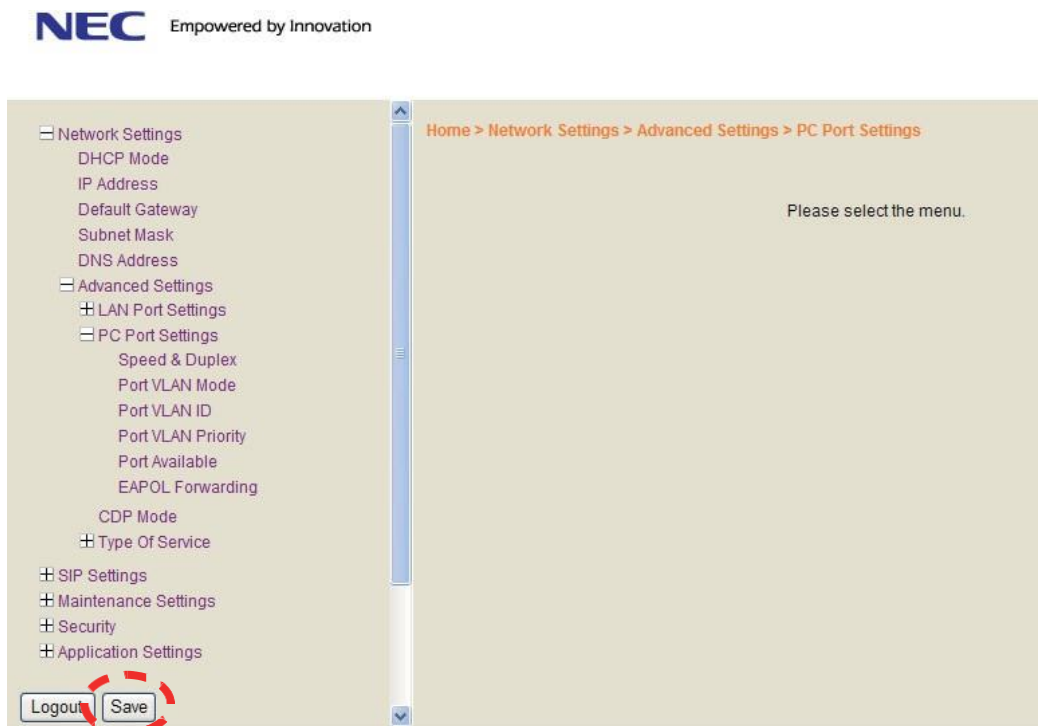 NEC Empowered by Innovation
Network Settings
DHCP Mode
IP Address
Default Gateway
Subnet Mask
DNS Address
Advanced Settings
LAN Port Settings
PC Port Settings
Speed & Duplex
Port VLAN Mode
Port VLAN ID
Port VLAN Priority
Port Available
EAPOL Forwarding
CDP Mode
Type Of Service
SIP Settings
Maintenance Settings
Security
Application Settings
Logout Save
Home > Network Settings > Advanced Settings > PC Port Settings
Please select the menu.